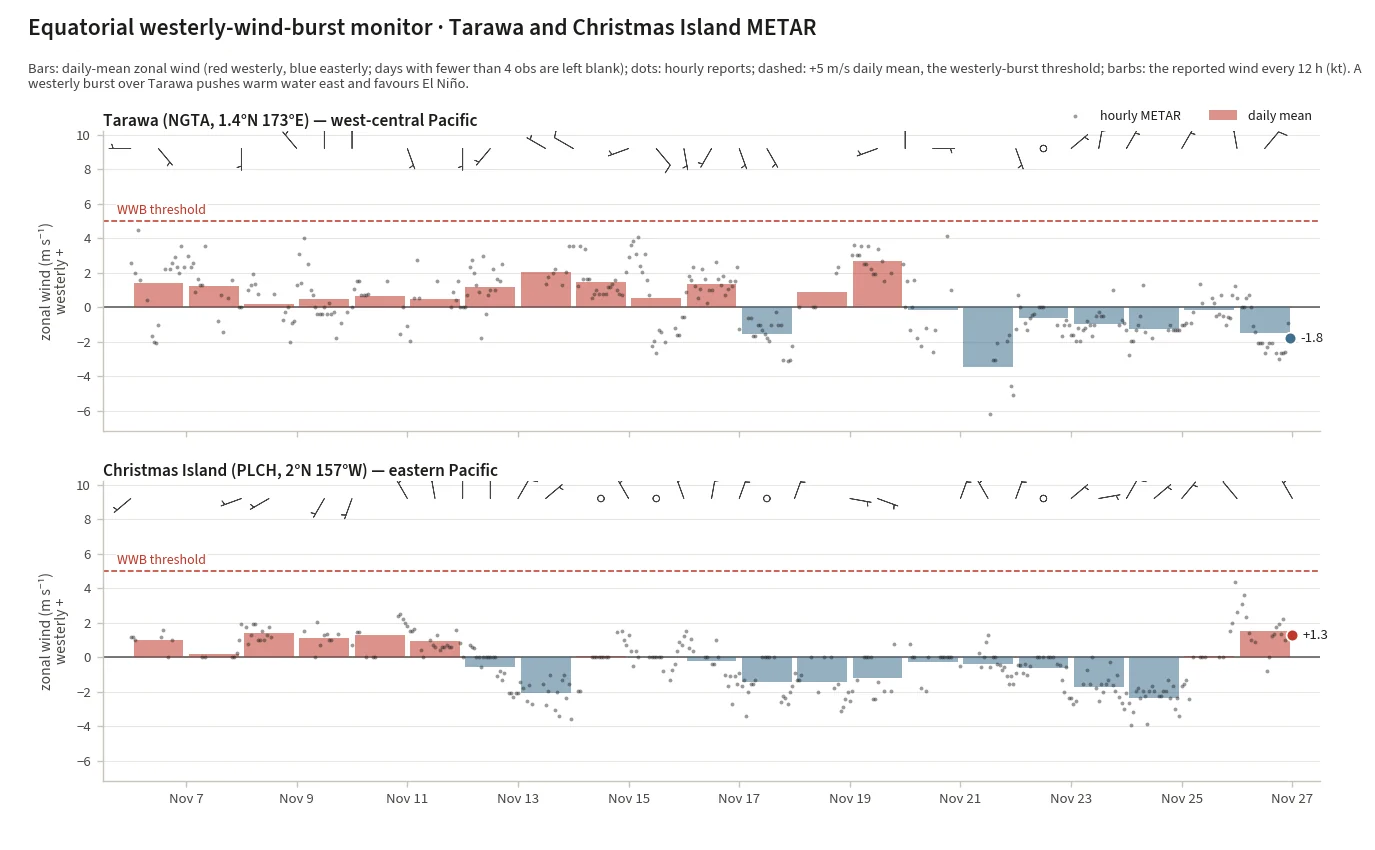 Equatorial westerly-wind-burst monitor · Tarawa and Christmas Island METAR
Bars: daily-mean zonal wind (red westerly, blue easterly; days with fewer than 4 obs are left blank); dots: hourly reports; dashed: +5 m/s daily mean, the westerly-burst threshold; barbs: the reported wind every 12 h (kt). A
westerly burst over Tarawa pushes warm water east and favours El Niño.
Tarawa (NGTA, 1.4°N 173°E) — west-central Pacific
hourly METAR
daily mean
10
8
6
4
2
0
−2
−4
−6
zonal wind (m s⁻¹)
westerly +
WWB threshold
-1.8
Christmas Island (PLCH, 2°N 157°W) — eastern Pacific
10
8
6
4
2
0
−2
−4
−6
zonal wind (m s⁻¹)
westerly +
WWB threshold
+1.3
Nov 7
Nov 9
Nov 11
Nov 13
Nov 15
Nov 17
Nov 19
Nov 21
Nov 23
Nov 25
Nov 27